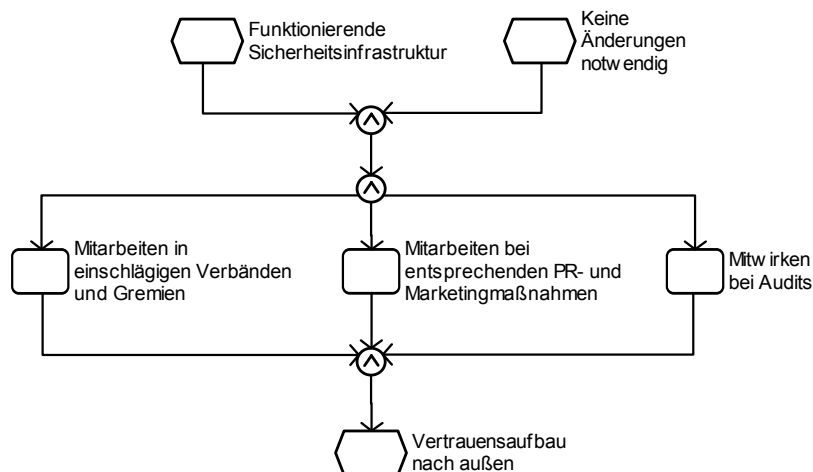 Funktionierende
Sicherheitsinfrastruktur
Keine
Änderungen
notwendig
Mitarbeiten in
einschlägigen Verbänden
und Gremien
Mitarbeiten bei
entsprechenden PR- und
Marketingmaßnahmen
Mitwirken
bei Audits
Vertrauensaufbau
nach außen